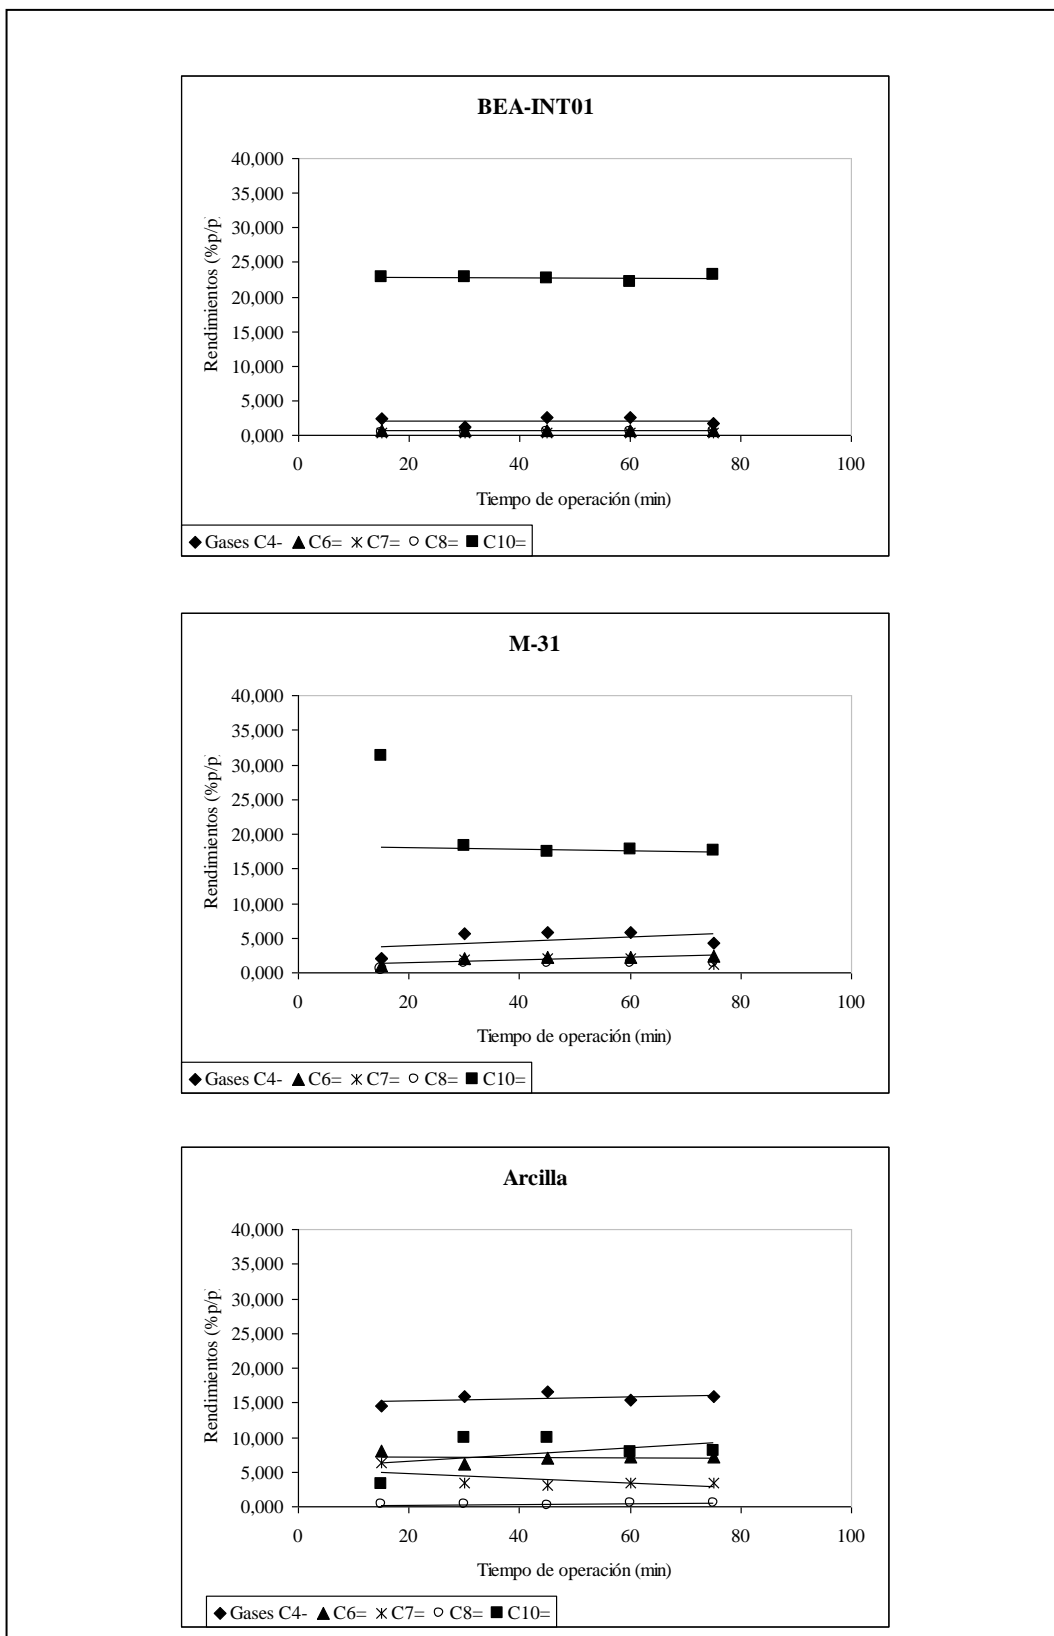 BEA-INT01
40,000
35,000
30,000
25,000
20,000
15,000
10,000
5,000
0,000
Rendimientos (%p/p)
0 20 40 60 80 100
Tiempo de operación (min)
Gases C4- C6= C7= C8= C10=
M-31
40,000
35,000
30,000
25,000
20,000
15,000
10,000
5,000
0,000
Rendimientos (%p/p)
0 20 40 60 80 100
Tiempo de operación (min)
Gases C4- C6= C7= C8= C10=
Arcilla
40,000
35,000
30,000
25,000
20,000
15,000
10,000
5,000
0,000
Rendimientos (%p/p)
0 20 40 60 80 100
Tiempo de operación (min)
Gases C4- C6= C7= C8= C10=